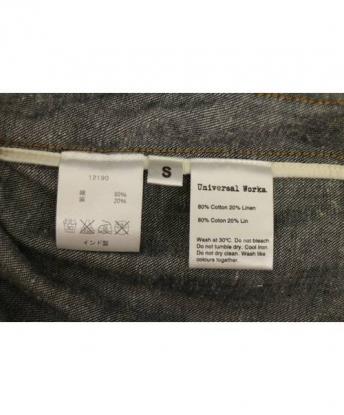 12190
綿 80%
麻 20%
インド製
S
Universal Works.
80% Cotton 20% Linen
80% Coton 20% Lin
Wash at 30°C. Do not bleach
Do not tumble dry. Cool iron
Do not dry clean. Wash like
colours together.